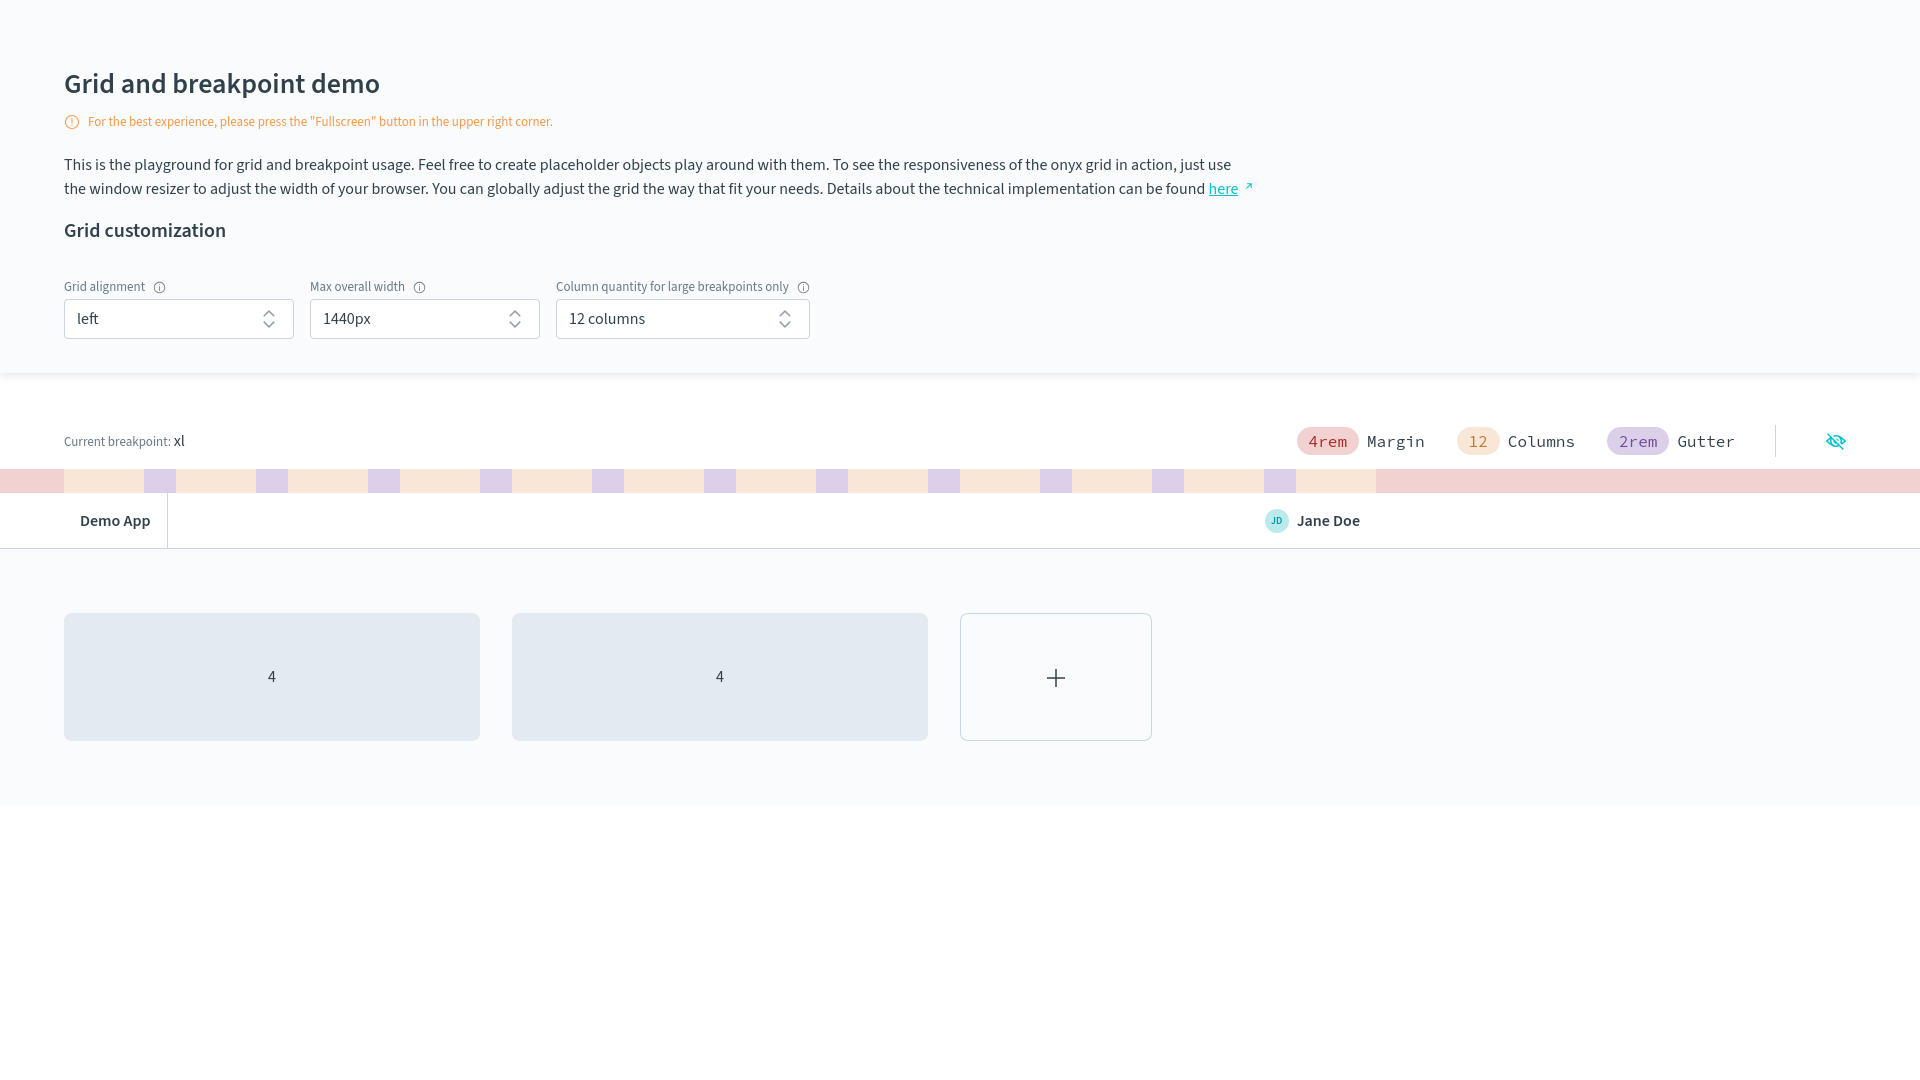 Grid and breakpoint demo
For the best experience, please press the "Fullscreen" button in the upper right corner.
This is the playground for grid and breakpoint usage. Feel free to create placeholder objects play around with them. To see the responsiveness of the onyx grid in action, just use
the window resizer to adjust the width of your browser. You can globally adjust the grid the way that fit your needs. Details about the technical implementation can be found here
Grid customization
Grid alignment Max overall width Column quantity for large breakpoints only
left 1440px 12 columns
Current breakpoint: xl 4rem Margin 12 Columns 2rem Gutter
Demo App JD Jane Doe
4 4